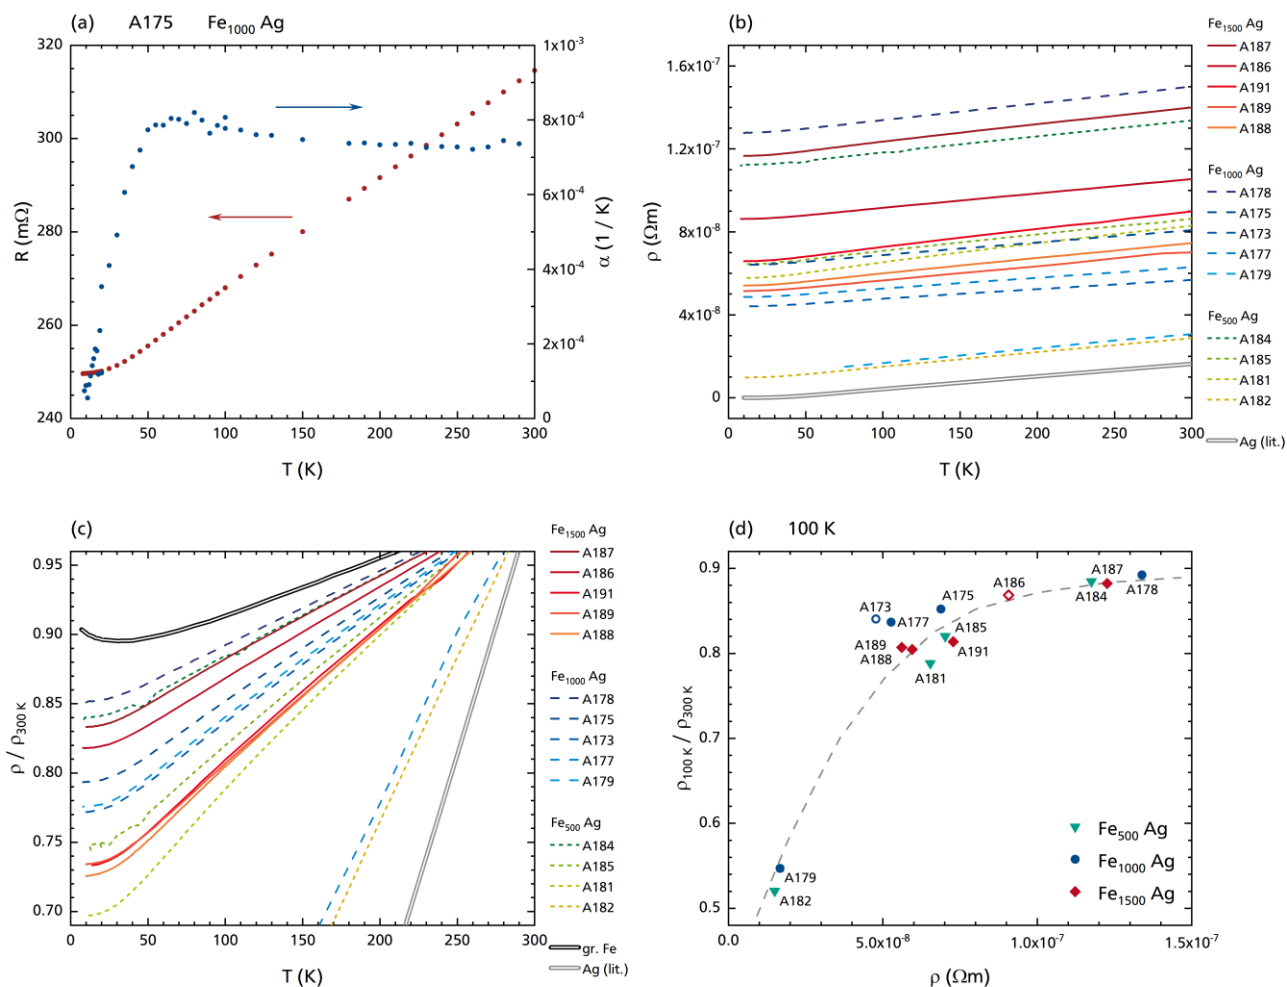 (a) A175 Fe1000 Ag
320
300
280
260
240
R (mΩ)
1x10-3
8x10-4
6x10-4
4x10-4
2x10-4
0
α (1 / K)
0 50 100 150 200 250 300
T (K)
(b)
1.6x10-7
1.2x10-7
8x10-8
4x10-8
0
ρ (Ωm)
0 50 100 150 200 250 300
T (K)
Fe1500 Ag
A187
A186
A191
A189
A188
Fe1000 Ag
A178
A175
A173
A177
A179
Fe500 Ag
A184
A185
A181
A182
Ag (lit.)
(c)
0.95
0.90
0.85
0.80
0.75
0.70
ρ / ρ300 K
0 50 100 150 200 250 300
T (K)
Fe1500 Ag
A187
A186
A191
A189
A188
Fe1000 Ag
A178
A175
A173
A177
A179
Fe500 Ag
A184
A185
A181
A182
gr. Fe
Ag (lit.)
(d) 100 K
0.9
0.8
0.7
0.6
0.5
ρ100 K / ρ300 K
A187
A186
A184
A178
A175
A173
A177
A185
A189
A188
A191
A181
A179
A182
Fe500 Ag
Fe1000 Ag
Fe1500 Ag
0.0 5.0x10-8 1.0x10-7 1.5x10-7
ρ (Ωm)